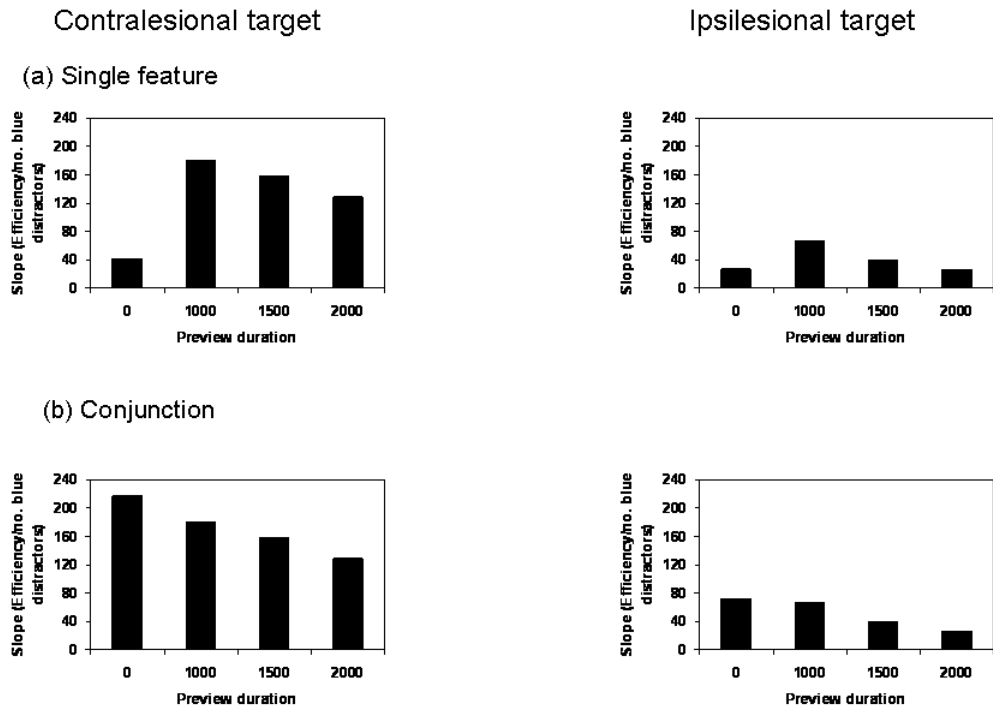 Contralesional target
Ipsilesional target
(a) Single feature
Slope (Efficiency/no. blue
distractors)
240
200
160
120
80
40
0
0 1000 1500 2000
Preview duration
Slope (Efficiency/no. blue
distractors)
240
200
160
120
80
40
0
0 1000 1500 2000
Preview duration
(b) Conjunction
Slope (Efficiency/no. blue
distractors)
240
200
160
120
80
40
0
0 1000 1500 2000
Preview duration
Slope (Efficiency/no. blue
distractors)
240
200
160
120
80
40
0
0 1000 1500 2000
Preview duration